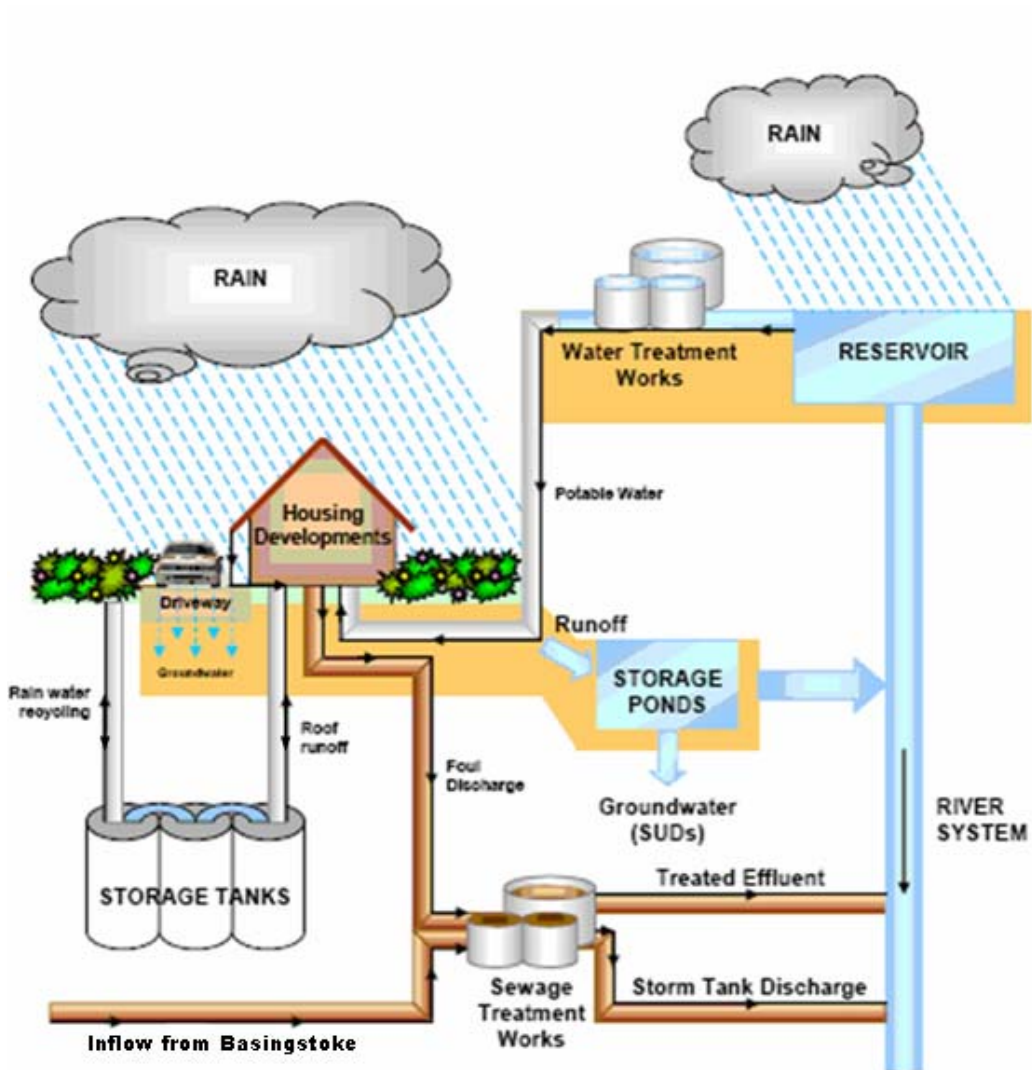 RAIN
RAIN
Water Treatment
Works
RESERVOIR
Potable Water
Housing
Developments
Driveway
Groundwater
Runoff
STORAGE
PONDS
Rain water
recycling
Roof
runoff
Foul
Discharge
Groundwater
(SUDs)
RIVER
SYSTEM
STORAGE TANKS
Treated Effluent
Sewage
Treatment
Works
Storm Tank Discharge
Inflow from Basingstoke